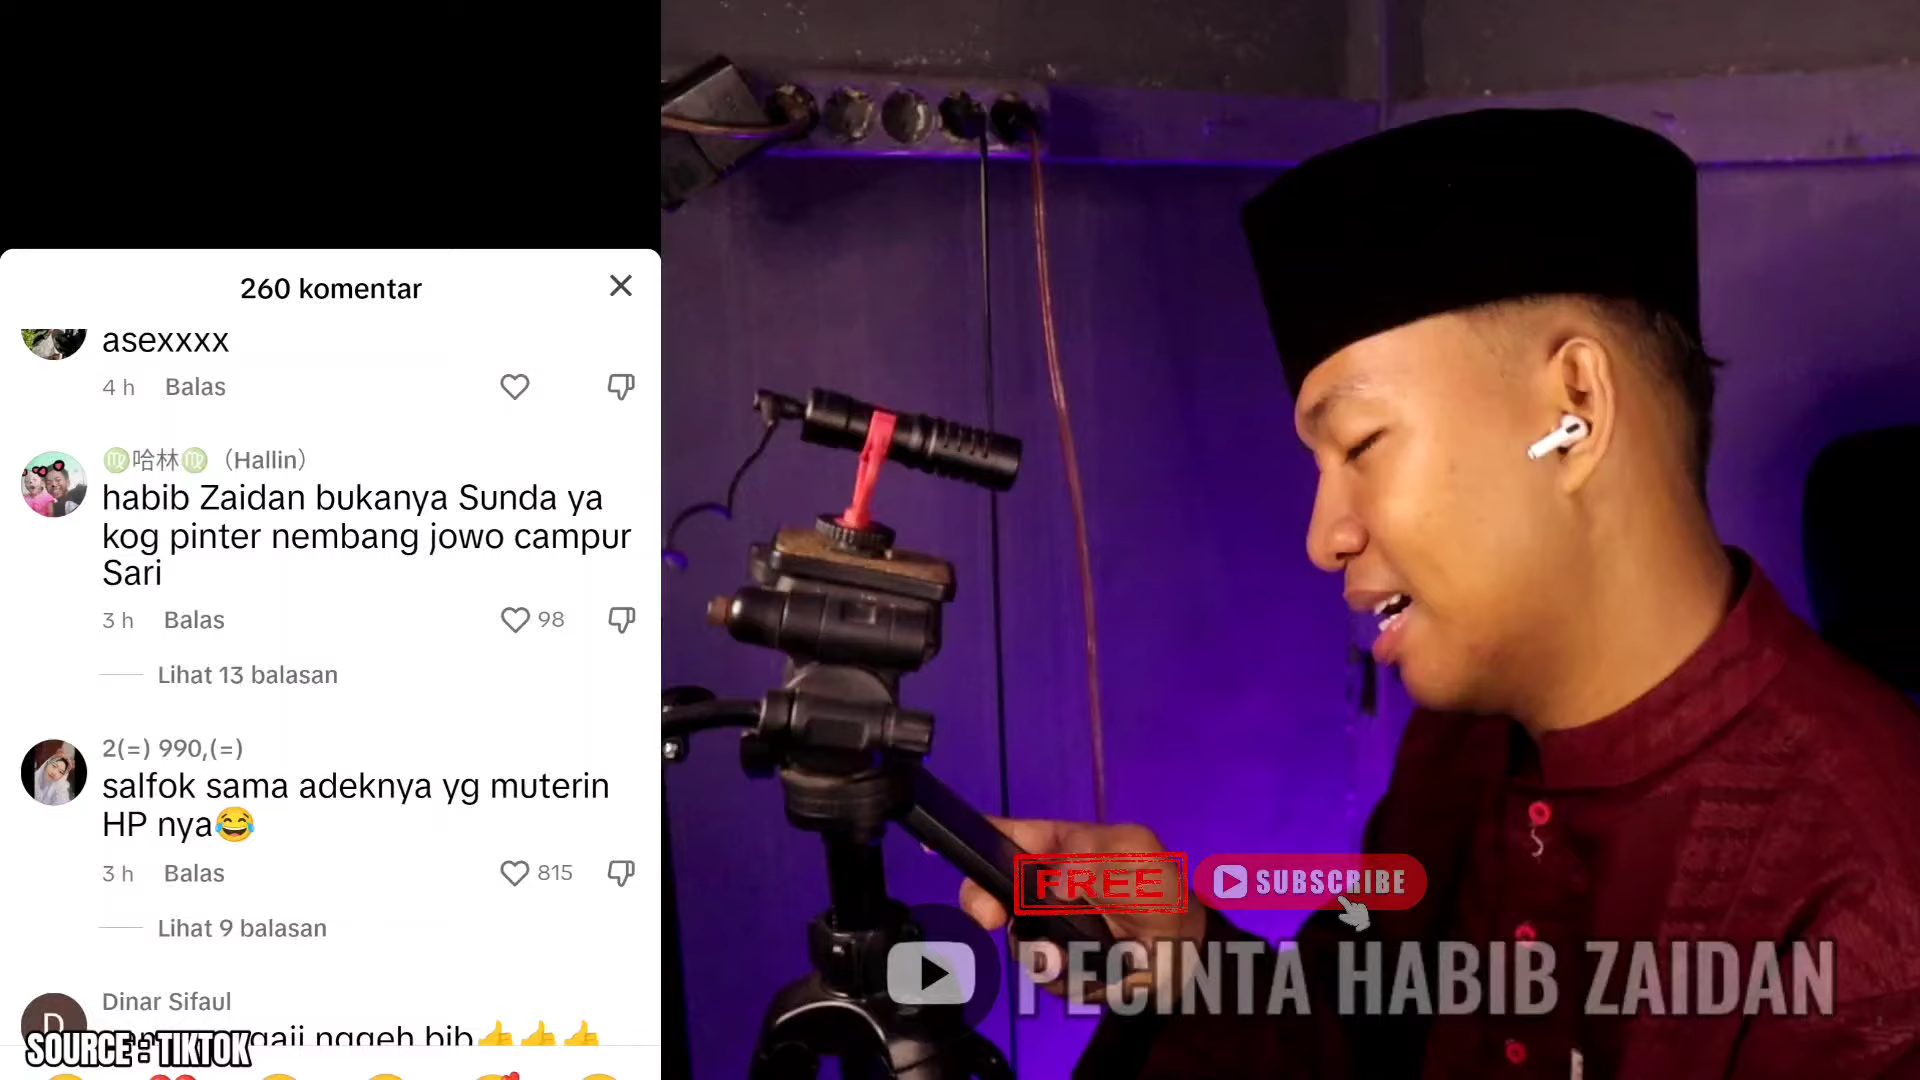 260 komentar
asexxxx
4 h Balas
♍哈林♍（Hallin）
habib Zaidan bukanya Sunda ya
kog pinter nembang jowo campur
Sari
3 h Balas 98
Lihat 13 balasan
2(=) 990,(=)
salfok sama adeknya yg muterin
HP nya😂
3 h Balas 815
Lihat 9 balasan
Dinar Sifaul
D
nggeh bib👍👍👍
SOURCE : TIKTOK
FREE
SUBSCRIBE
PECINTA HABIB ZAIDAN